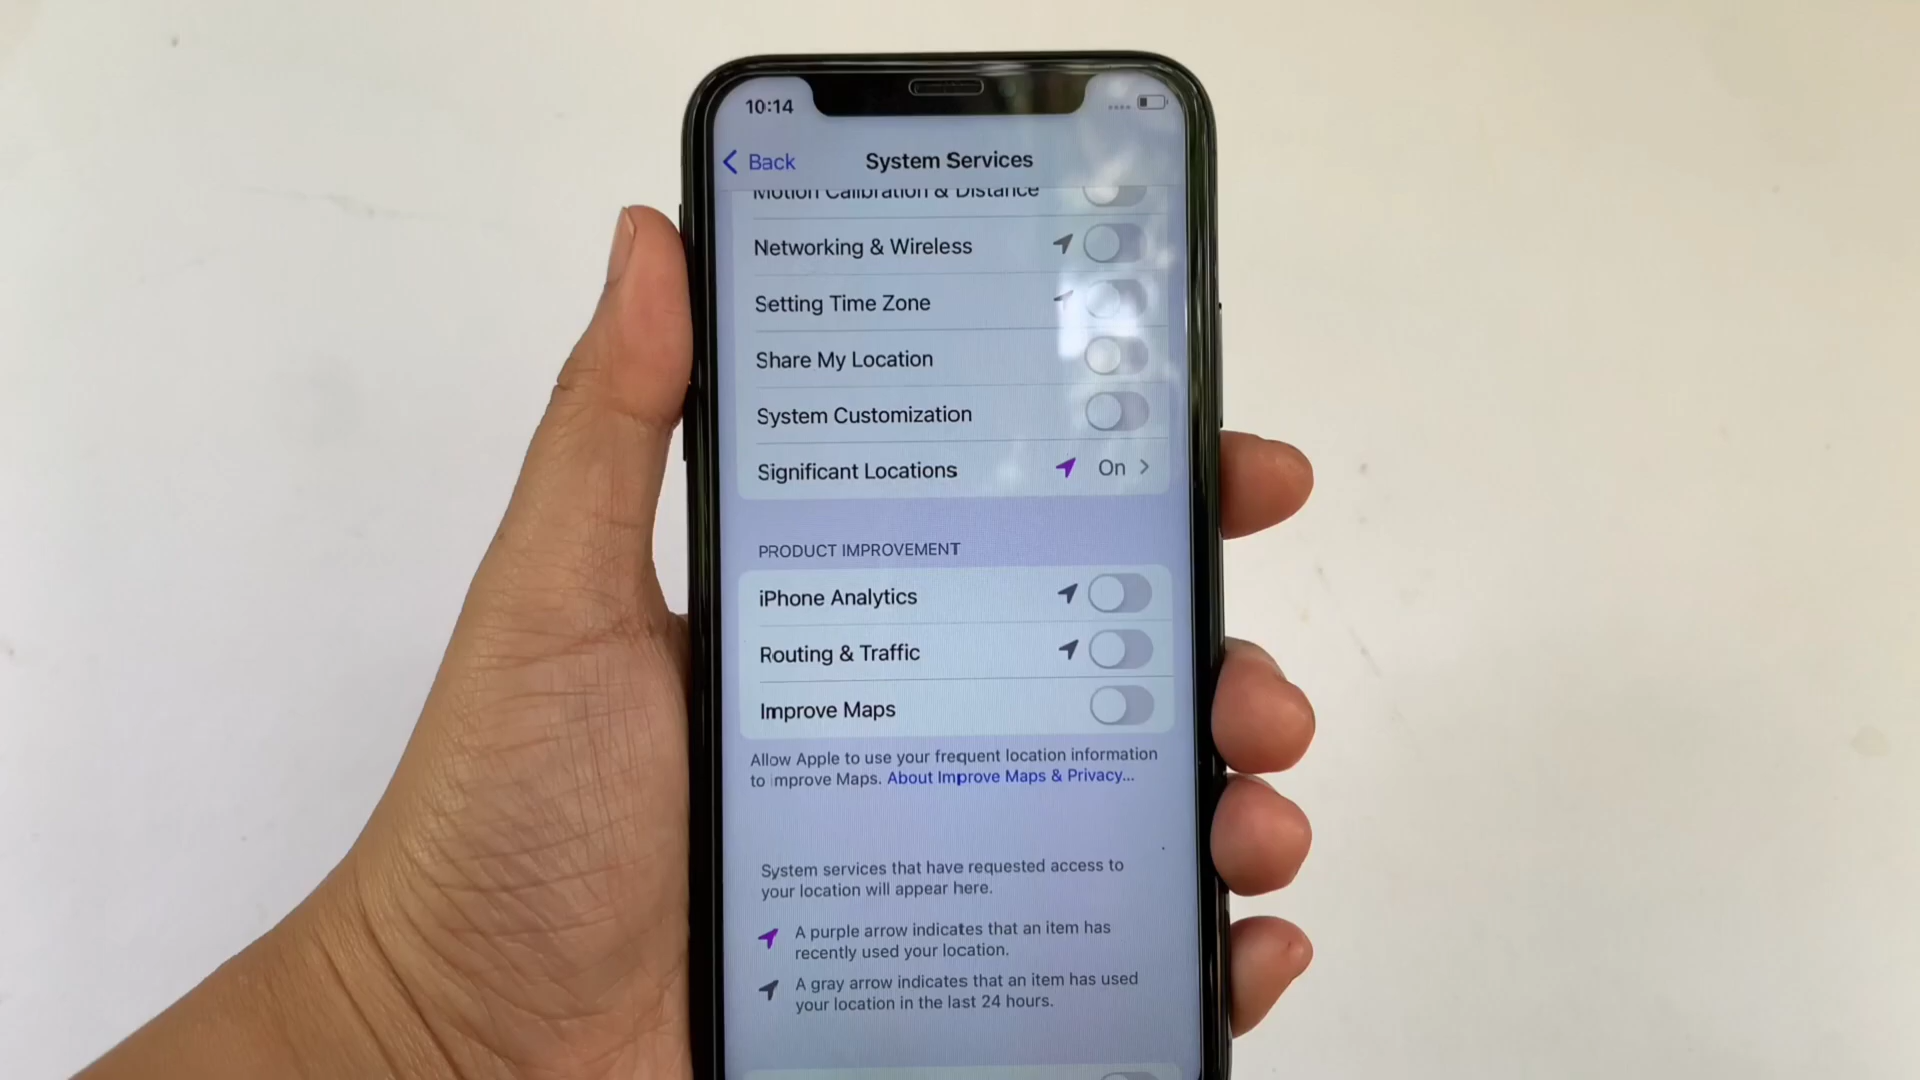 10:14
Back
System Services
Motion Calibration & Distance
Networking & Wireless
Setting Time Zone
Share My Location
System Customization
Significant Locations On
PRODUCT IMPROVEMENT
iPhone Analytics
Routing & Traffic
Improve Maps
Allow Apple to use your frequent location information
to improve Maps. About Improve Maps & Privacy...
System services that have requested access to
your location will appear here.
A purple arrow indicates that an item has
recently used your location.
A gray arrow indicates that an item has used
your location in the last 24 hours.